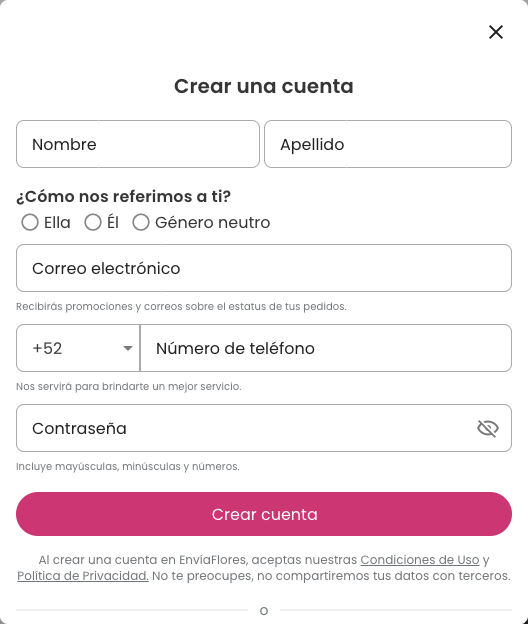 Crear una cuenta
Nombre
Apellido
¿Cómo nos referimos a ti?
Ella Él Género neutro
Correo electrónico
Recibirás promociones y correos sobre el estatus de tus pedidos.
+52 Número de teléfono
Nos servirá para brindarte un mejor servicio.
Contraseña
Incluye mayúsculas, minúsculas y números.
Crear cuenta
Al crear una cuenta en EnvíaFlores, aceptas nuestras Condiciones de Uso y
Política de Privacidad. No te preocupes, no compartiremos tus datos con terceros.
o